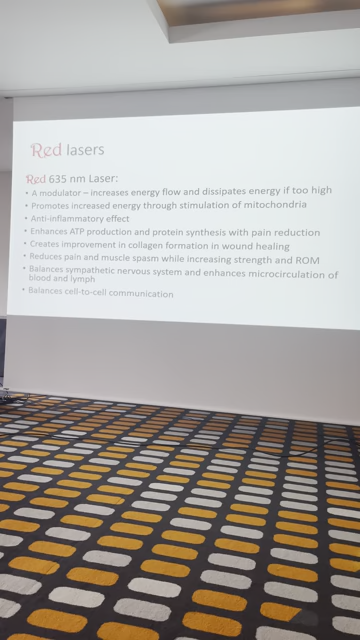 Red lasers
Red 635 nm Laser:
• A modulator – increases energy flow and dissipates energy if too high
• Promotes increased energy through stimulation of mitochondria
• Anti-inflammatory effect
• Enhances ATP production and protein synthesis with pain reduction
• Creates improvement in collagen formation in wound healing
• Reduces pain and muscle spasm while increasing strength and ROM
• Balances sympathetic nervous system and enhances microcirculation of
blood and lymph
• Balances cell-to-cell communication